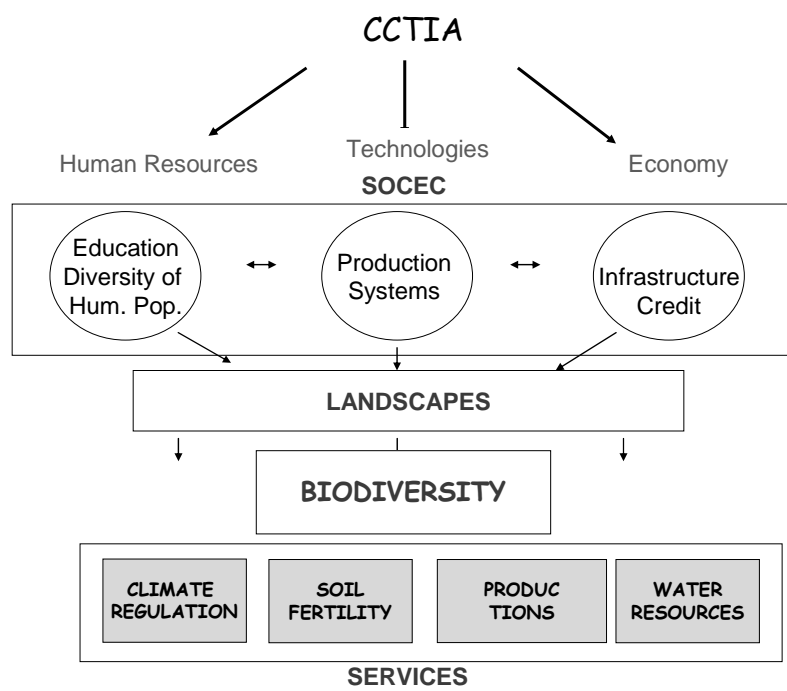 CCTIA
Human Resources
Technologies
Economy
SOCEC
Education
Diversity of
Hum. Pop.
Production
Systems
Infrastructure
Credit
LANDSCAPES
BIODIVERSITY
CLIMATE
REGULATION
SOIL
FERTILITY
PRODUC
TIONS
WATER
RESOURCES
SERVICES